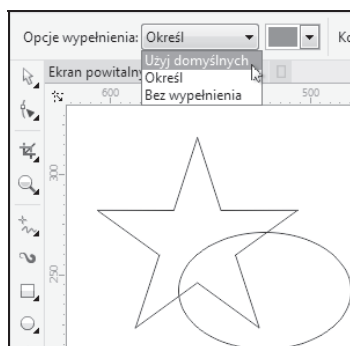 Opcje wypełnienia: Określ
Ekran powitalny
Użyj domyślnych
Określ
Bez wypełnienia
600
500
300
250